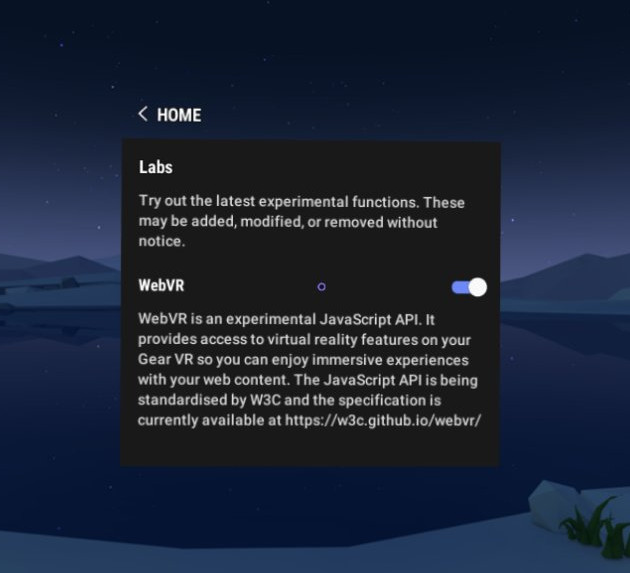 HOME
Labs
Try out the latest experimental functions. These
may be added, modified, or removed without
notice.
WebVR
WebVR is an experimental JavaScript API. It
provides access to virtual reality features on your
Gear VR so you can enjoy immersive experiences
with your web content. The JavaScript API is being
standardised by W3C and the specification is
currently available at https://w3c.github.io/webvr/